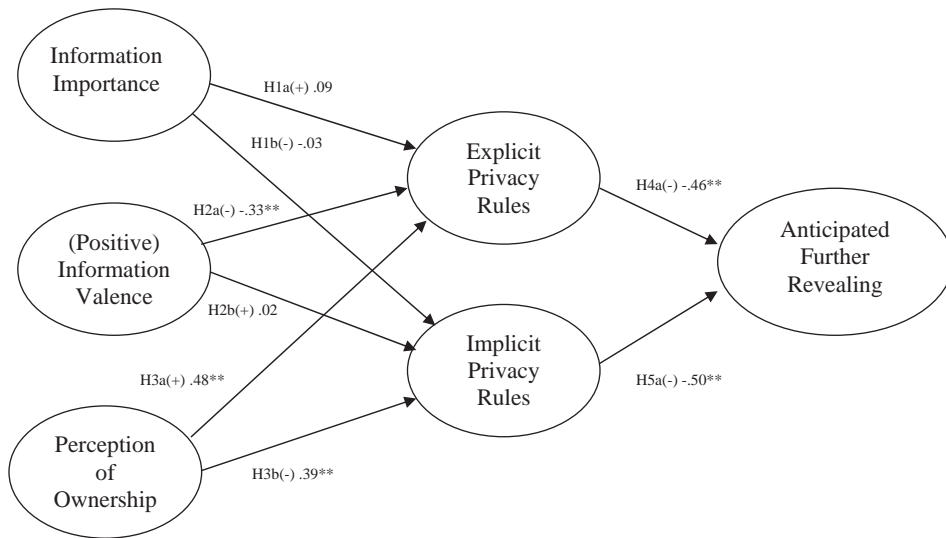 Information
Importance
H1a(+) .09
H1b(-) -.03
Explicit
Privacy
Rules
H2a(-) -.33**
H4a(-) -.46**
(Positive)
Information
Valence
Anticipated
Further
Revealing
H2b(+) .02
Implicit
Privacy
Rules
H3a(+) .48**
H5a(-) -.50**
Perception
of
Ownership
H3b(-) .39**